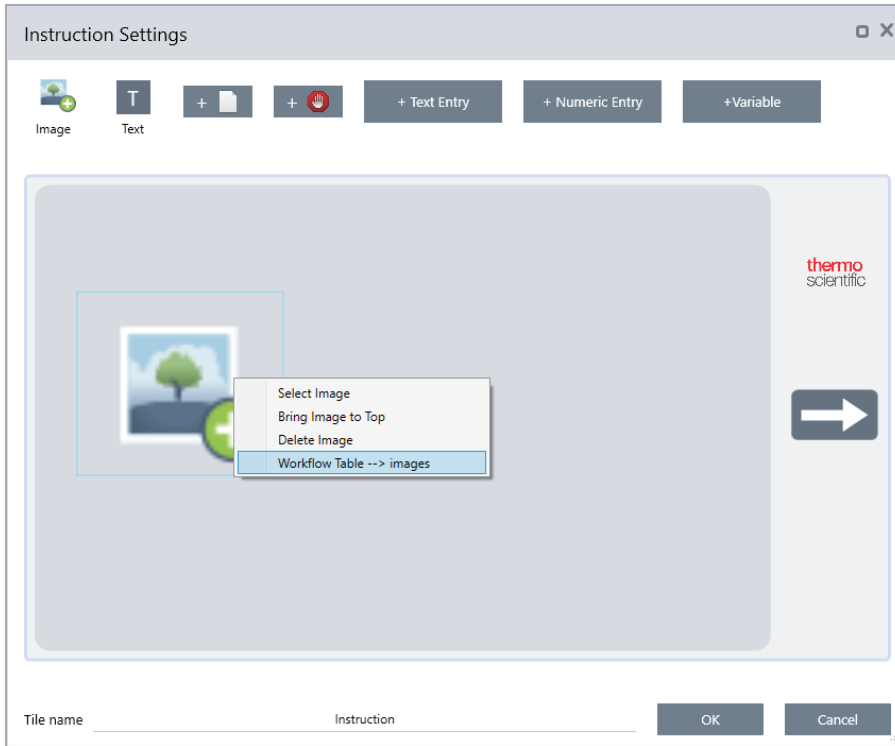 Instruction Settings
Image
T
Text
+
+
+ Text Entry
+ Numeric Entry
+Variable
thermo
scientific
Select Image
Bring Image to Top
Delete Image
Workflow Table --> images
Tile name
Instruction
OK
Cancel